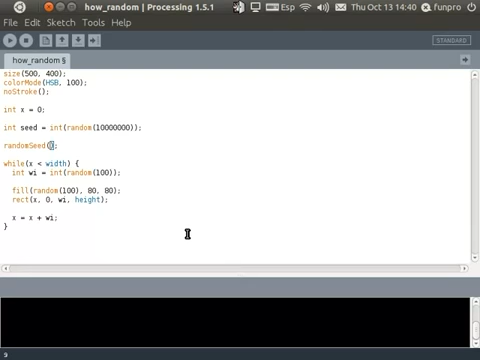 how_random | Processing 1.5.1
Esp
Thu Oct 13 14:40
funpro
File Edit Sketch Tools Help
STANDARD
how_random §
size(500, 400);
colorMode(HSB, 100);
noStroke();
int x = 0;
int seed = int(random(10000000));
randomSeed();
while(x < width) {
int wi = int(random(100));
fill(random(100), 80, 80);
rect(x, 0, wi, height);
x = x + wi;
}
9